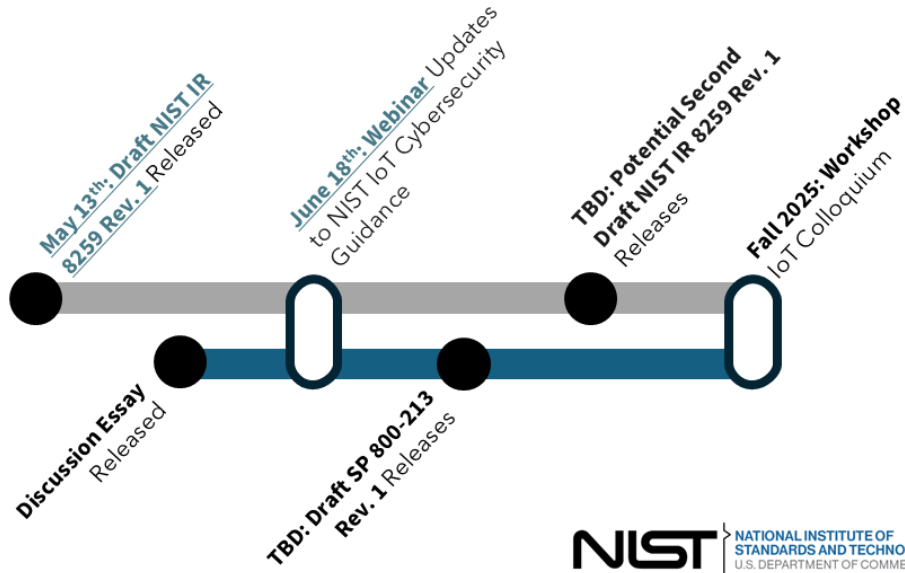 May 13th: Draft NIST IR
8259 Rev. 1 Released
June 18th: Webinar Updates
to NIST IoT Cybersecurity
Guidance
TBD: Potential Second
Draft NIST IR 8259 Rev. 1
Releases
Fall 2025: Workshop
IoT Colloquium
Discussion Essay
Released
TBD: Draft SP 800-213
Rev. 1 Releases
NIST
NATIONAL INSTITUTE OF
STANDARDS AND TECHNO
U.S. DEPARTMENT OF COMME